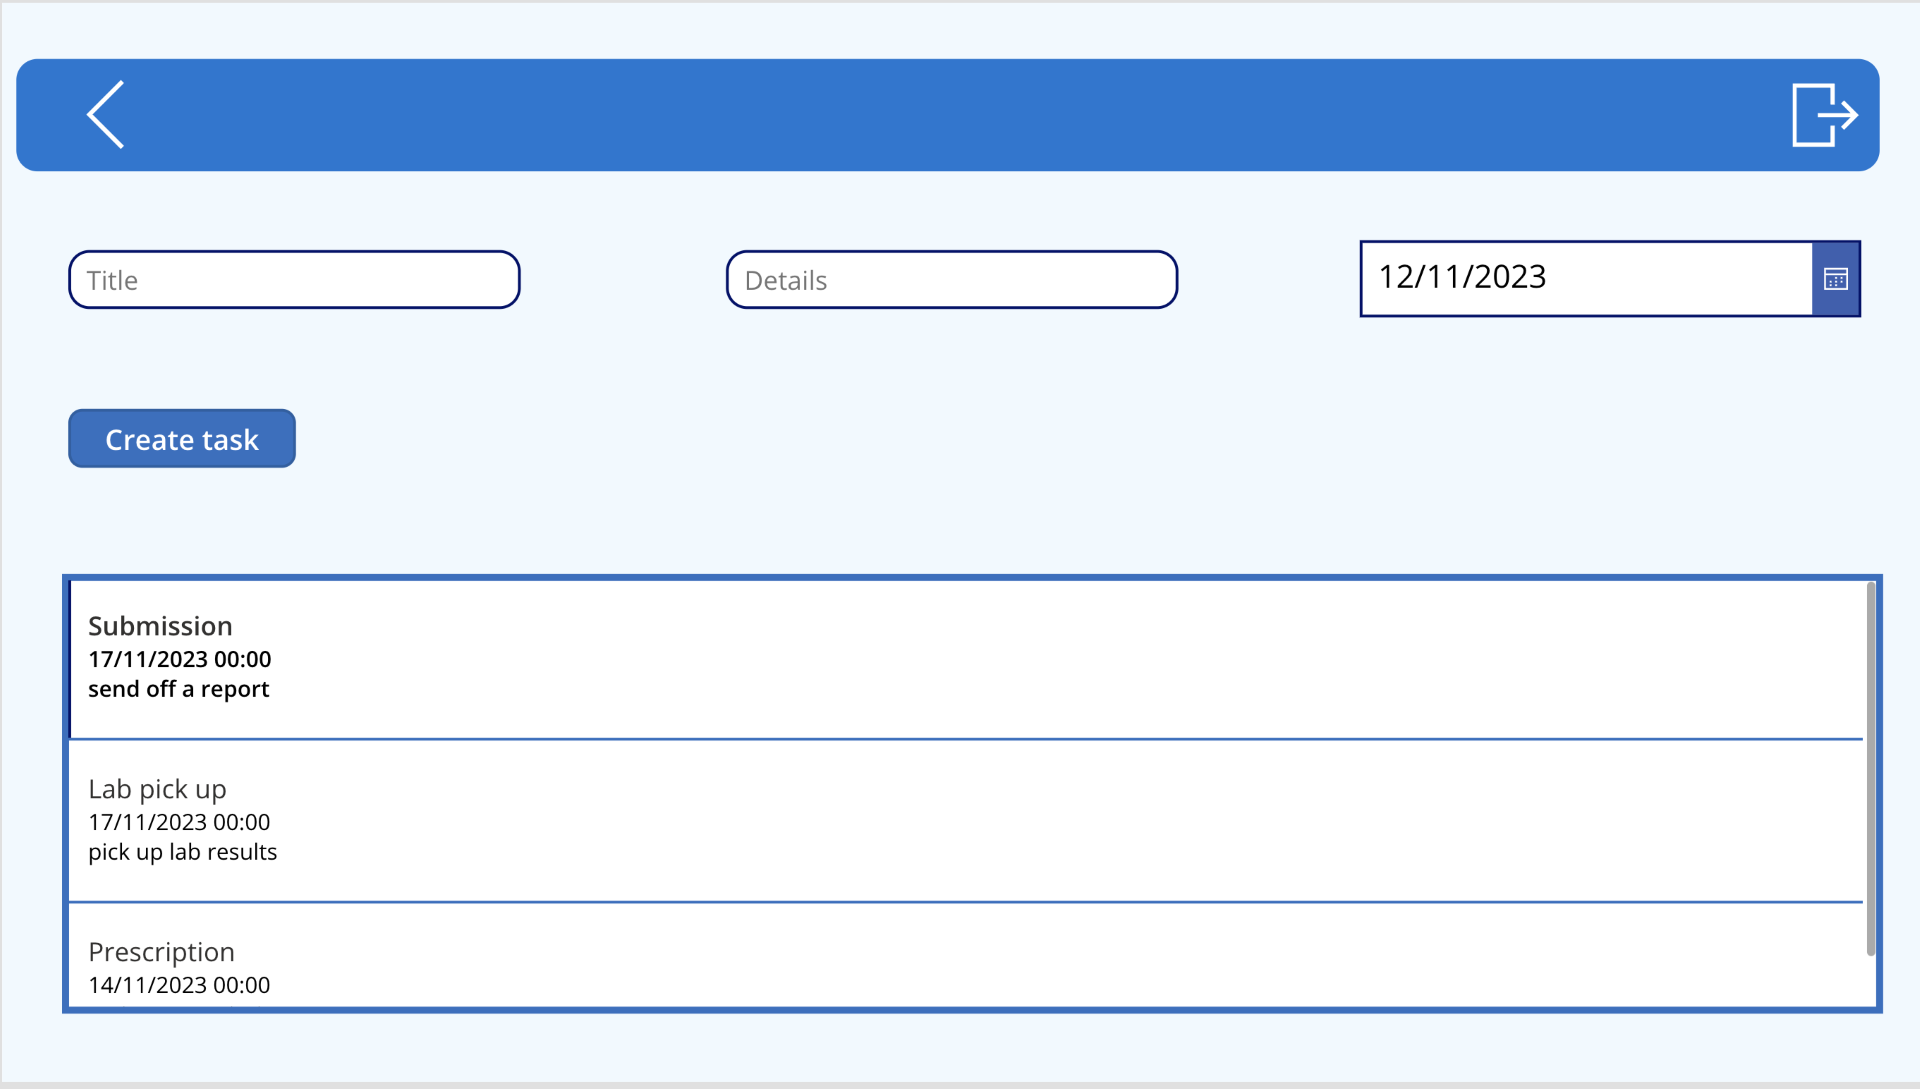 Title
Details
12/11/2023
Create task
Submission
17/11/2023 00:00
send off a report
Lab pick up
17/11/2023 00:00
pick up lab results
Prescription
14/11/2023 00:00